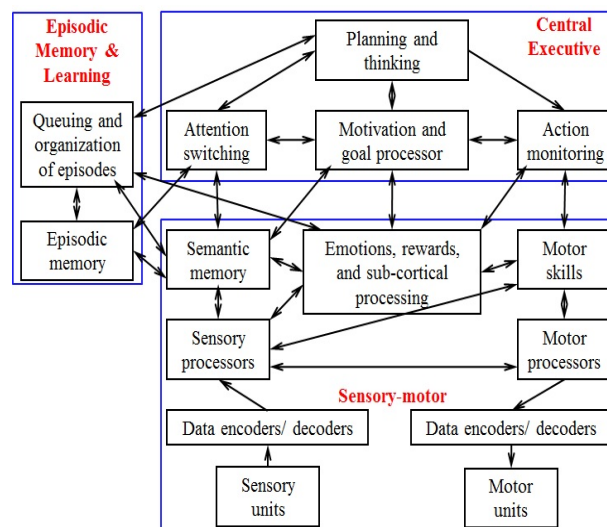 Episodic
Memory &
Learning
Queuing and
organization
of episodes
Episodic
memory
Central
Executive
Planning and
thinking
Attention
switching
Motivation and
goal processor
Action
monitoring
Semantic
memory
Emotions, rewards,
and sub-cortical
processing
Motor
skills
Sensory
processors
Motor
processors
Sensory-motor
Data encoders/ decoders
Data encoders/ decoders
Sensory
units
Motor
units